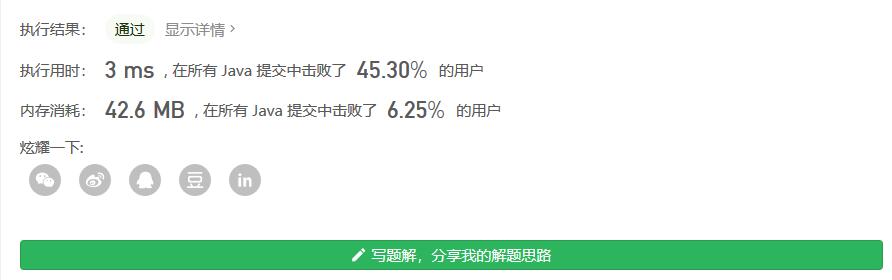 执行结果： 通过 显示详情 >
执行用时： 3 ms , 在所有 Java 提交中击败了 45.30% 的用户
内存消耗： 42.6 MB , 在所有 Java 提交中击败了 6.25% 的用户
炫耀一下:
豆 in
写题解，分享我的解题思路